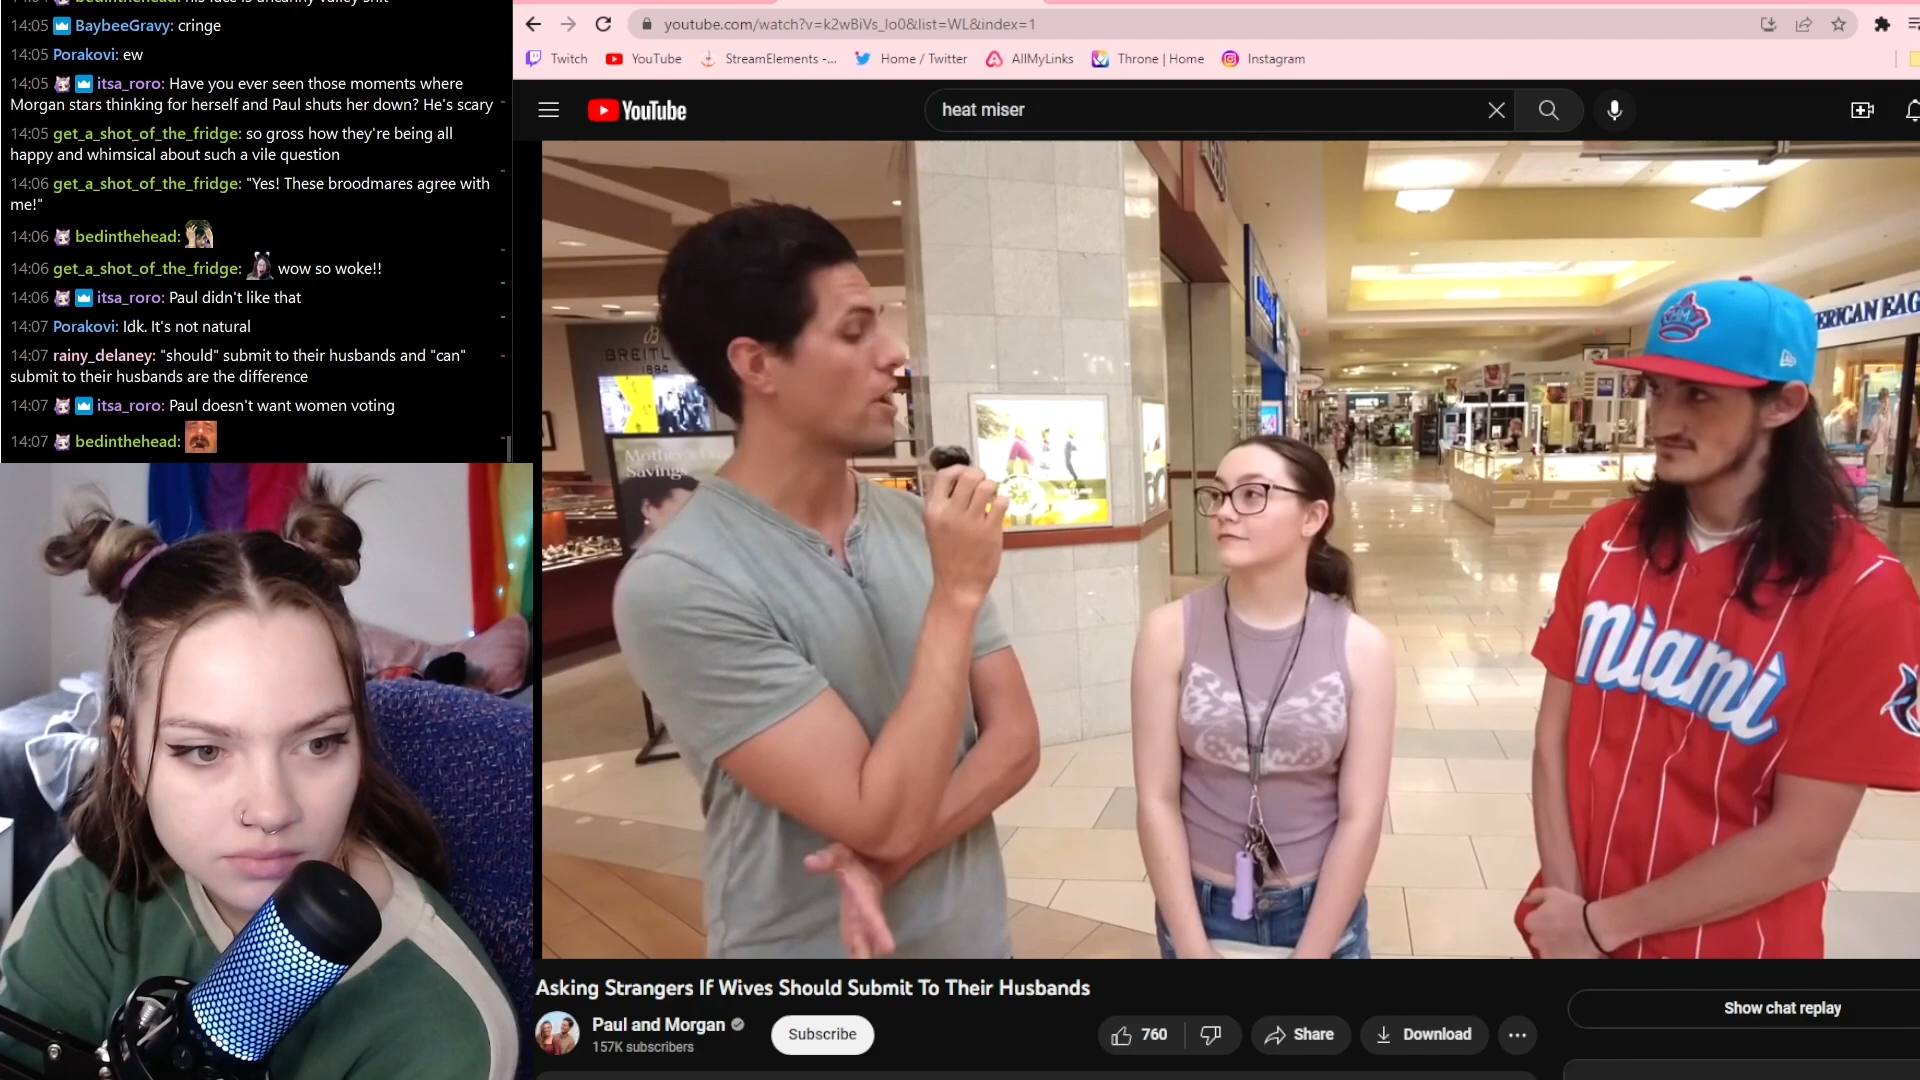 14:05 BaybeeGravy: cringe
14:05 Porakovi: ew
14:05 itsa_roro: Have you ever seen those moments where
Morgan stars thinking for herself and Paul shuts her down? He's scary
14:05 get_a_shot_of_the_fridge: so gross how they're being all
happy and whimsical about such a vile question
14:06 get_a_shot_of_the_fridge: "Yes! These broodmares agree with
me!"
14:06 bedinthehead:
14:06 get_a_shot_of_the_fridge: wow so woke!!
14:06 itsa_roro: Paul didn't like that
14:07 Porakovi: Idk. It's not natural
14:07 rainy_delaney: "should" submit to their husbands and "can"
submit to their husbands are the difference
14:07 itsa_roro: Paul doesn't want women voting
14:07 bedinthehead:
youtube.com/watch?v=k2wBiVs_lo0&list=WL&index=1
Twitch YouTube StreamElements -... Home / Twitter AllMyLinks Throne | Home Instagram
YouTube
heat miser
BREITL
1884
Mother's D
Savings
ERICAN EAG
Miami
Asking Strangers If Wives Should Submit To Their Husbands
Paul and Morgan
157K subscribers
Subscribe
760
Share
Download
Show chat replay